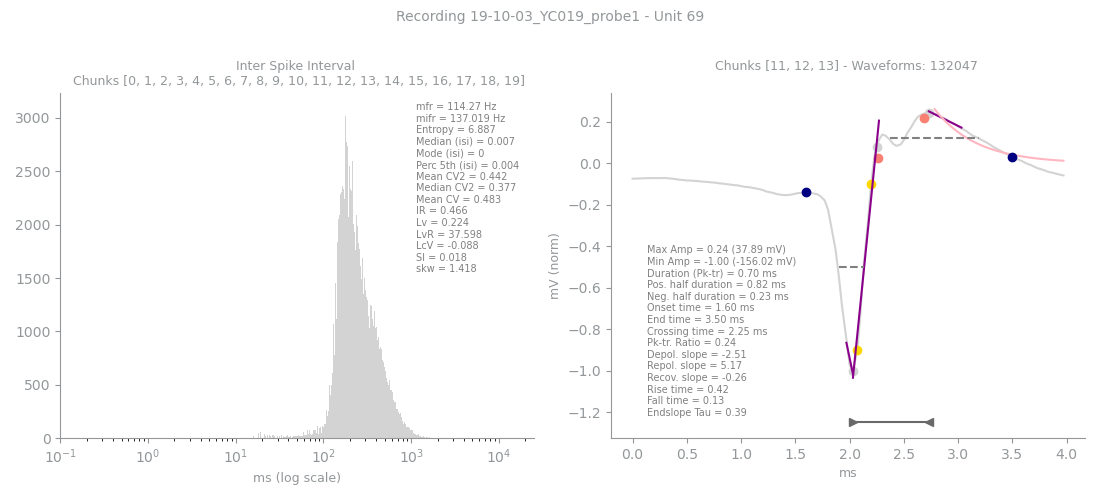 Recording 19-10-03_YC019_probe1 - Unit 69
Inter Spike Interval
Chunks [0, 1, 2, 3, 4, 5, 6, 7, 8, 9, 10, 11, 12, 13, 14, 15, 16, 17, 18, 19]
3000
2500
2000
1500
1000
500
0
mfr = 114.27 Hz
mifr = 137.019 Hz
Entropy = 6.887
Median (isi) = 0.007
Mode (isi) = 0
Perc 5th (isi) = 0.004
Mean CV2 = 0.442
Median CV2 = 0.377
Mean CV = 0.483
IR = 0.466
Lv = 0.224
LvR = 37.598
LcV = -0.088
SI = 0.018
skw = 1.418
10⁻¹ 10⁰ 10¹ 10² 10³ 10⁴
ms (log scale)
Chunks [11, 12, 13] - Waveforms: 132047
mV (norm)
0.2
0.0
−0.2
−0.4
−0.6
−0.8
−1.0
−1.2
Max Amp = 0.24 (37.89 mV)
Min Amp = -1.00 (-156.02 mV)
Duration (Pk-tr) = 0.70 ms
Pos. half duration = 0.82 ms
Neg. half duration = 0.23 ms
Onset time = 1.60 ms
End time = 3.50 ms
Crossing time = 2.25 ms
Pk-tr. Ratio = 0.24
Depol. slope = -2.51
Repol. slope = 5.17
Recov. slope = -0.26
Rise time = 0.42
Fall time = 0.13
Endslope Tau = 0.39
0.0 0.5 1.0 1.5 2.0 2.5 3.0 3.5 4.0
ms